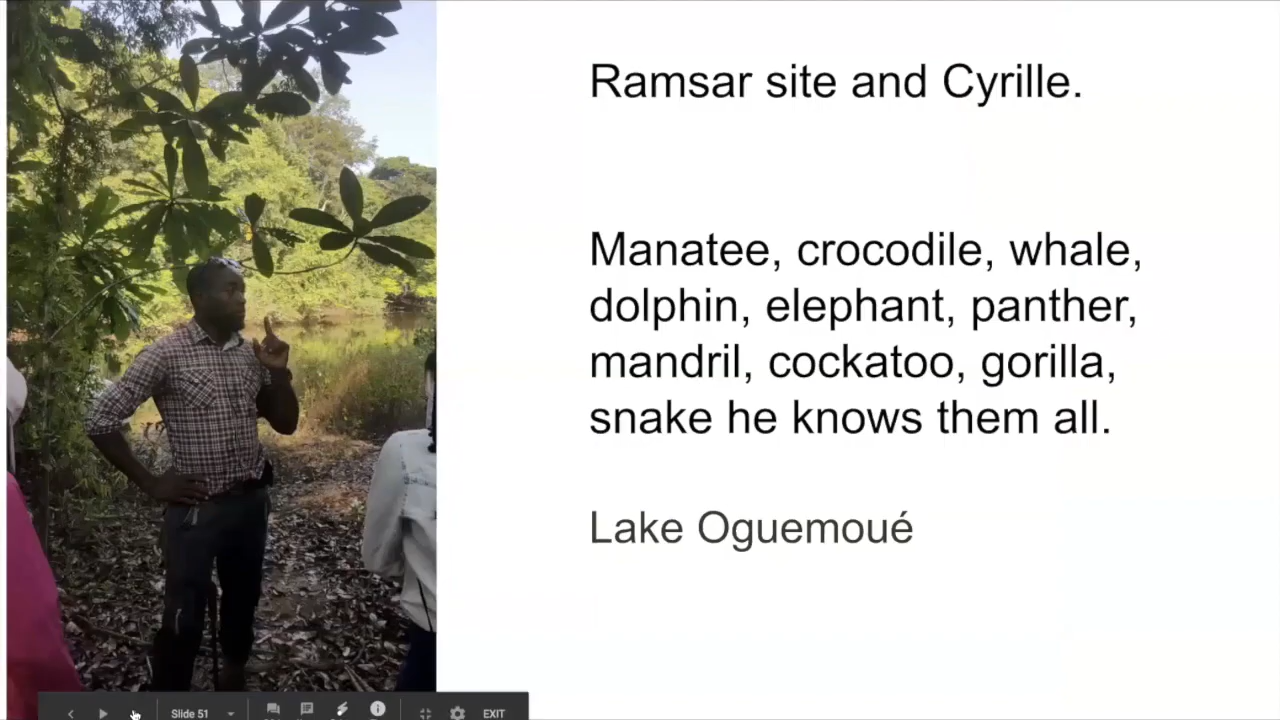 Ramsar site and Cyrille.
Manatee, crocodile, whale,
dolphin, elephant, panther,
mandril, cockatoo, gorilla,
snake he knows them all.
Lake Oguemoué
Slide 51
EXIT